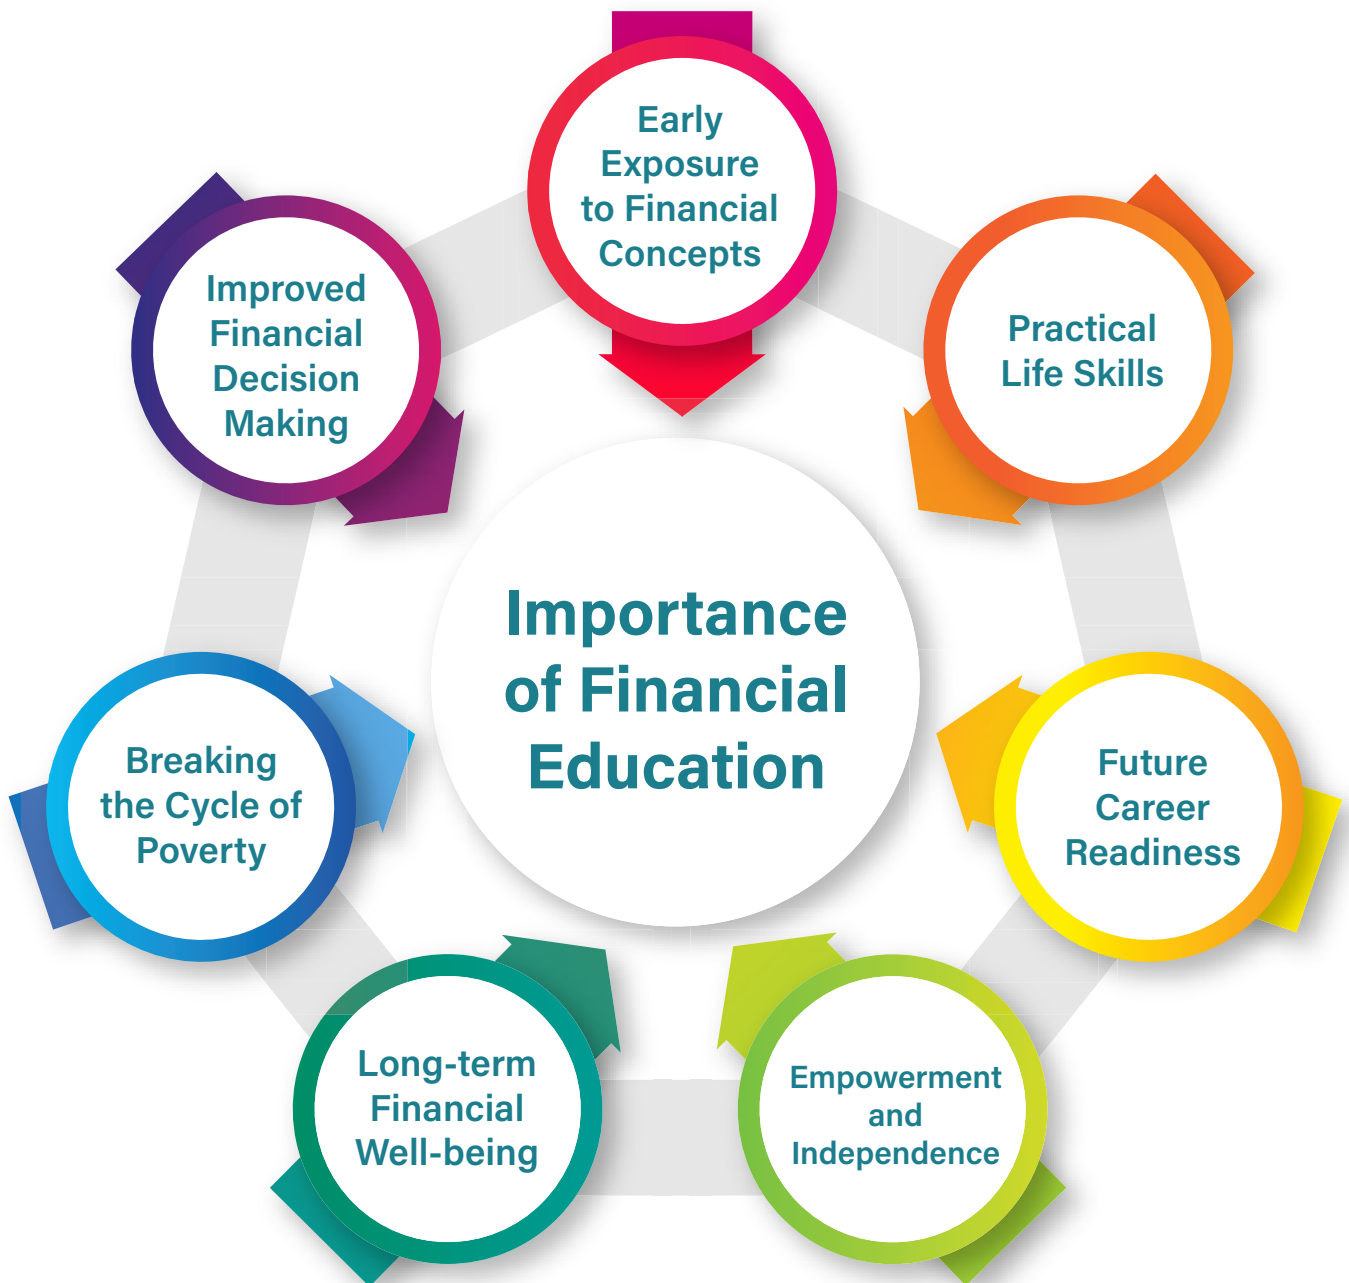 Early
Exposure
to Financial
Concepts
Practical
Life Skills
Future
Career
Readiness
Empowerment
and
Independence
Long-term
Financial
Well-being
Breaking
the Cycle of
Poverty
Improved
Financial
Decision
Making
Importance
of Financial
Education